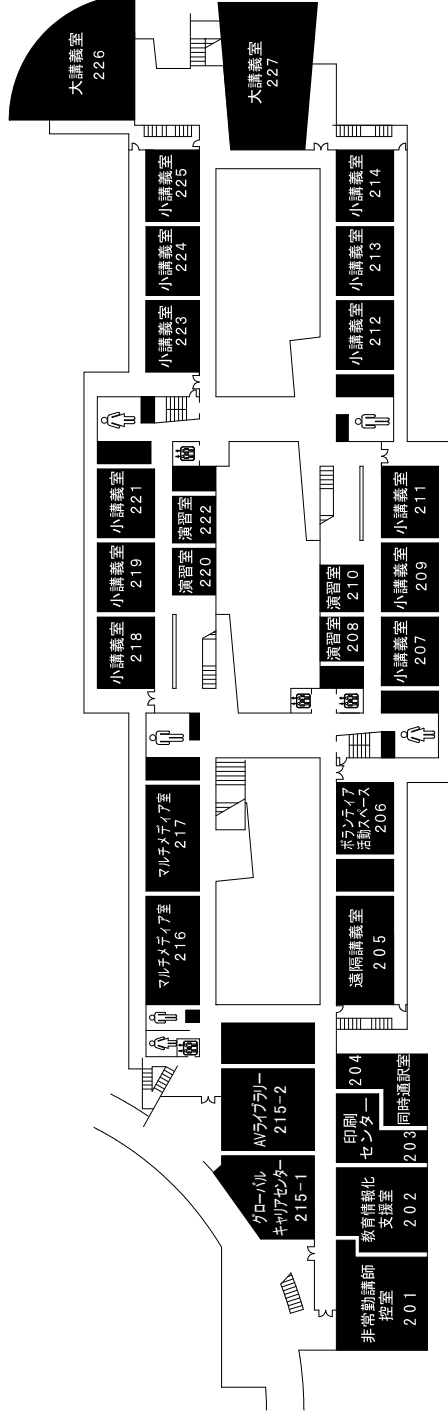 大講義室
226
大講義室
227
小講義室
225
小講義室
224
小講義室
223
小講義室
214
小講義室
213
小講義室
212
小講義室
221
小講義室
219
小講義室
218
演習室
222
演習室
220
演習室
210
演習室
208
小講義室
211
小講義室
209
小講義室
207
マルチメディア室
217
マルチメディア室
216
ボランティア
活動スペース
206
遠隔講義室
205
AVライブラリー
215-2
グローバル
キャリアセンター
215-1
204
同時通訳室
印刷
センター
203
教育情報化
支援室
202
非常勤講師
控室
201